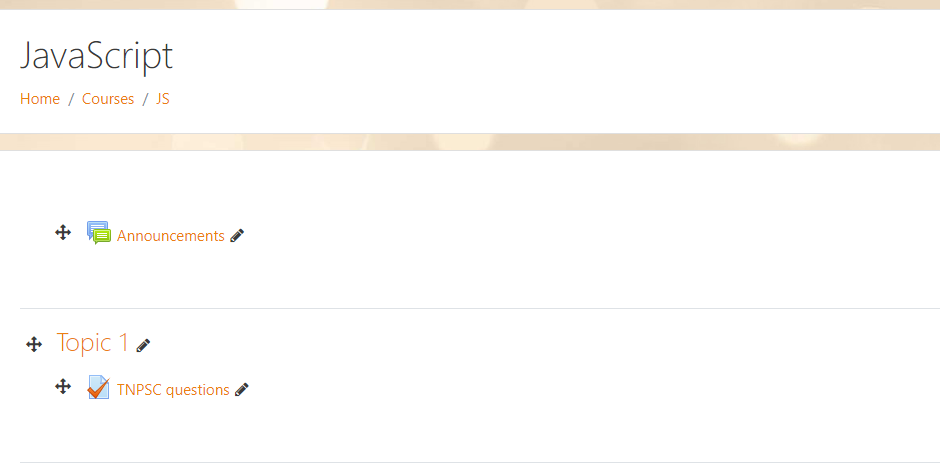 JavaScript
Home / Courses / JS
Announcements
Topic 1
TNPSC questions